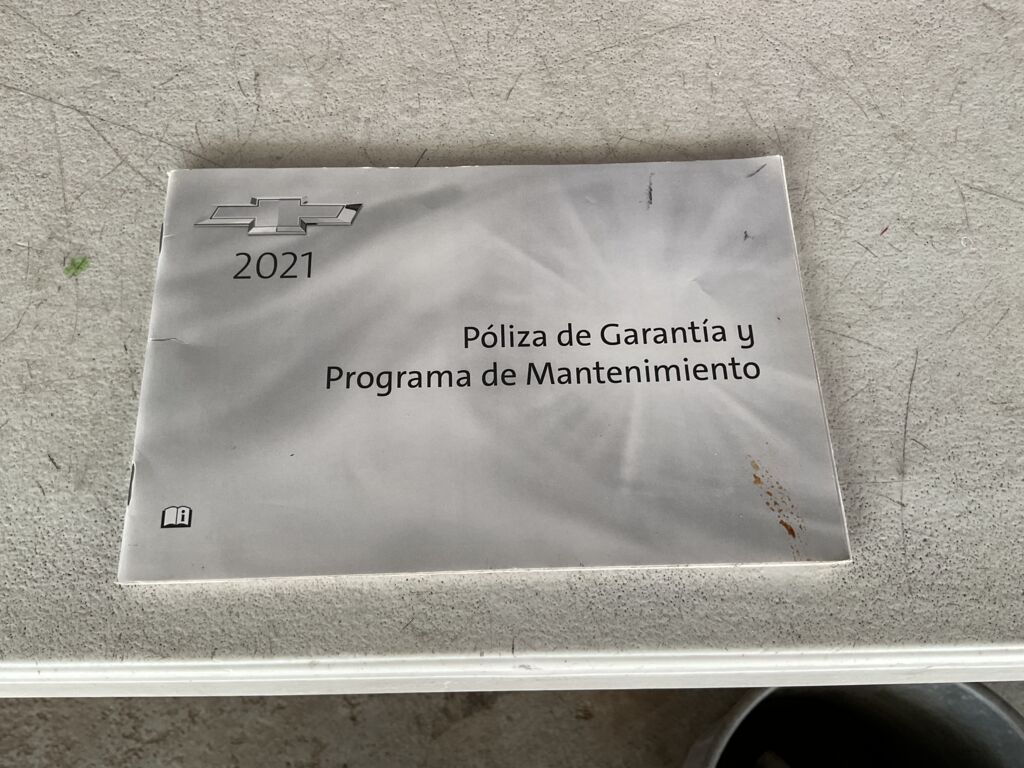 2021
Póliza de Garantía y
Programa de Mantenimiento
i